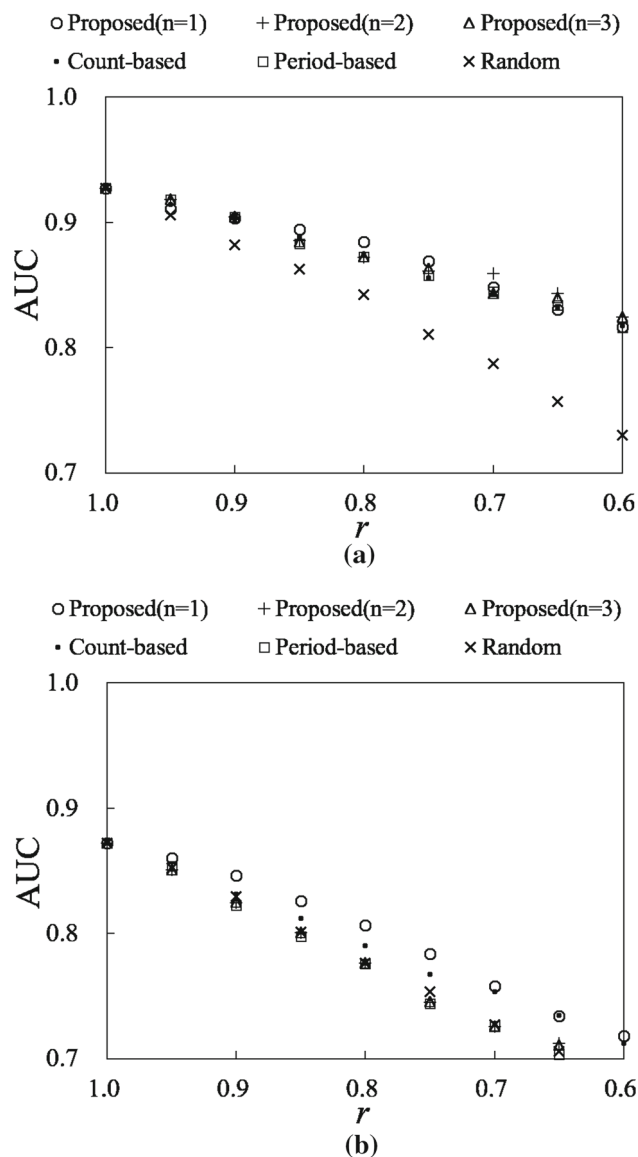 Proposed(n=1) Proposed(n=2) Proposed(n=3)
Count-based Period-based Random
1.0
0.9
0.8
0.7
AUC
1.0 0.9 0.8 0.7 0.6
r
(a)
Proposed(n=1) Proposed(n=2) Proposed(n=3)
Count-based Period-based Random
1.0
0.9
0.8
0.7
AUC
1.0 0.9 0.8 0.7 0.6
r
(b)